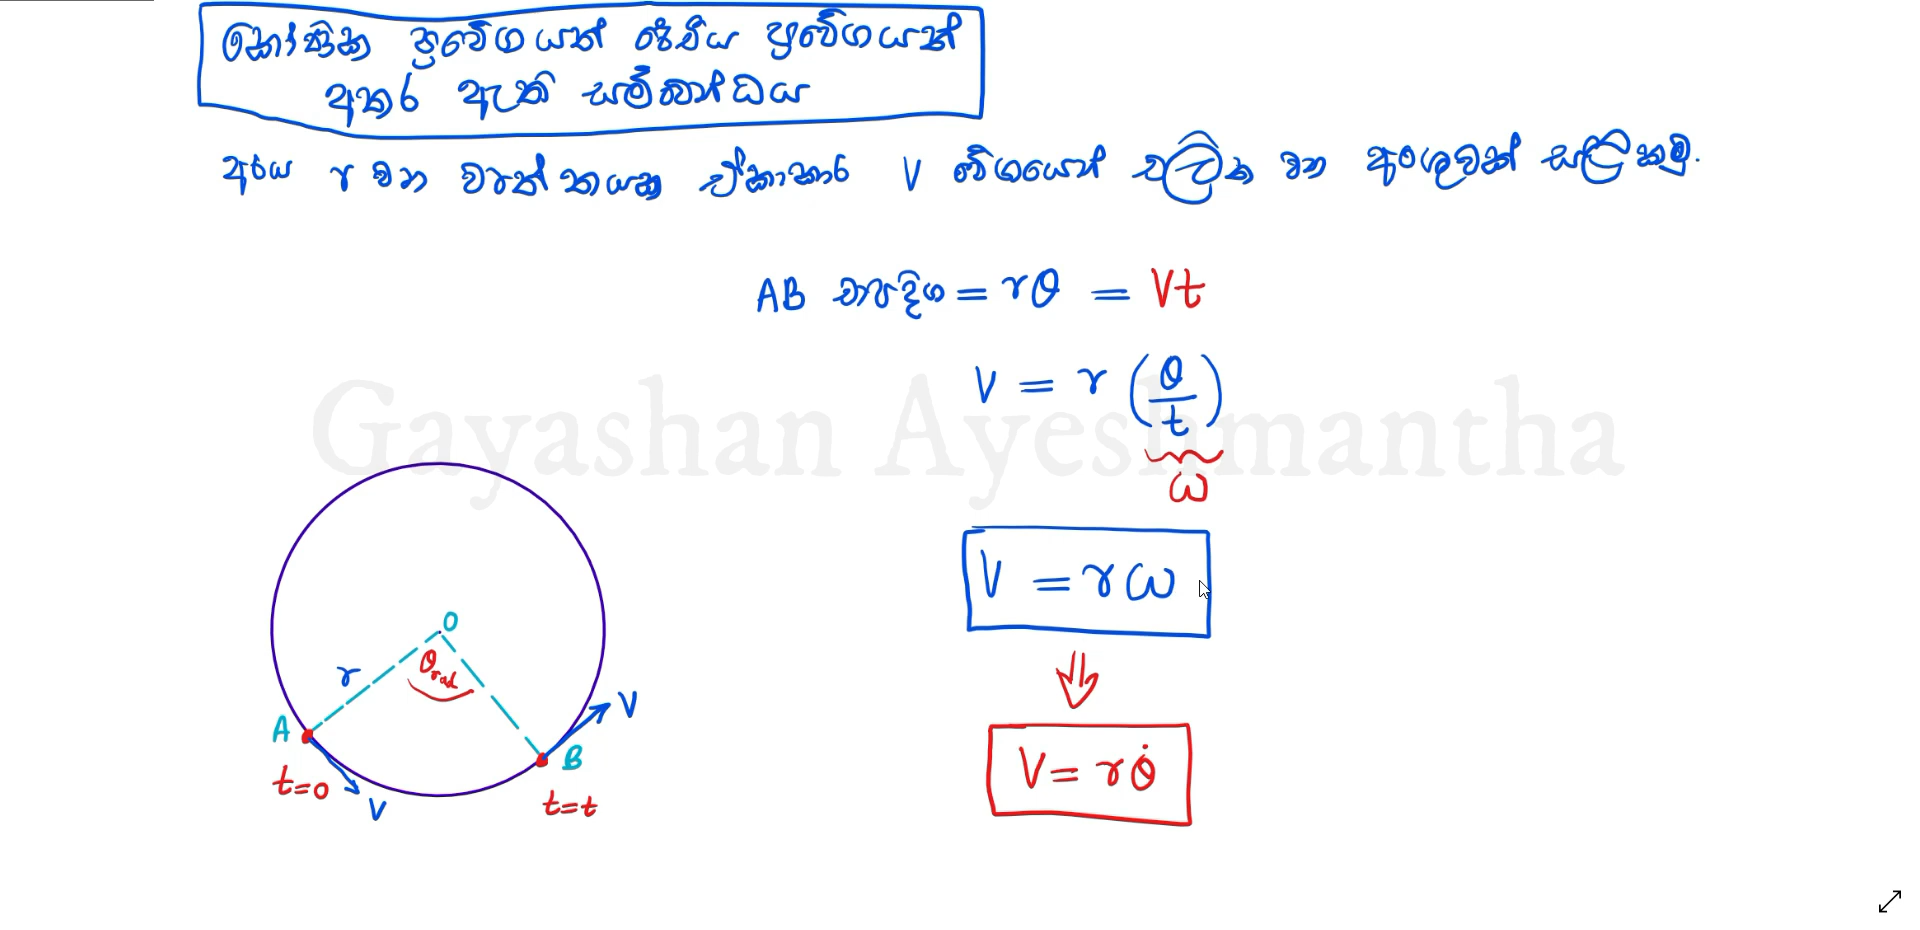 කෝණික ප්‍රවේගයත් රේඛීය ප්‍රවේගයත්
අතර ඇති සම්බන්ධය
අරය r වන වෘත්තයක ඒකාකාර V වේගයෙන් චලිත වන අංශුවක් සලකමු.
AB චාපදිග = rθ = Vt
V = r (θ/t)
ω
Gayashan Ayeshmantha
V = rω
⇓
V = rθ̇
O
θrad
r
A
t=0
V
B
V
t=t